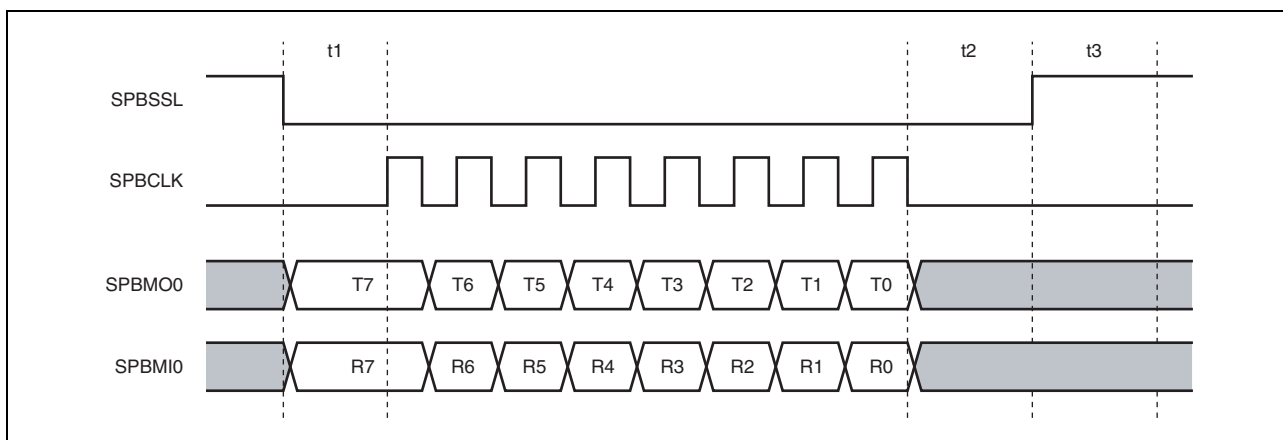 t1 t2 t3
SPBSSL
SPBCLK
SPBMO0 T7 T6 T5 T4 T3 T2 T1 T0
SPBMI0 R7 R6 R5 R4 R3 R2 R1 R0